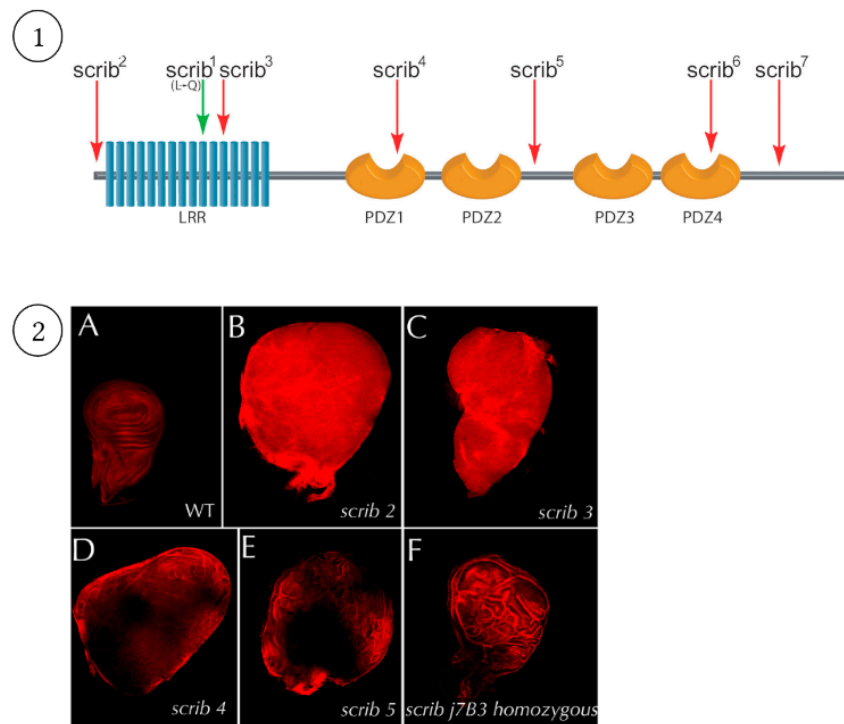 1
scrib2 scrib1 scrib3 scrib4 scrib5 scrib6 scrib7
(L→Q)
LRR PDZ1 PDZ2 PDZ3 PDZ4
2
A B C
WT scrib 2 scrib 3
D E F
scrib 4 scrib 5 scrib j7B3 homozygous